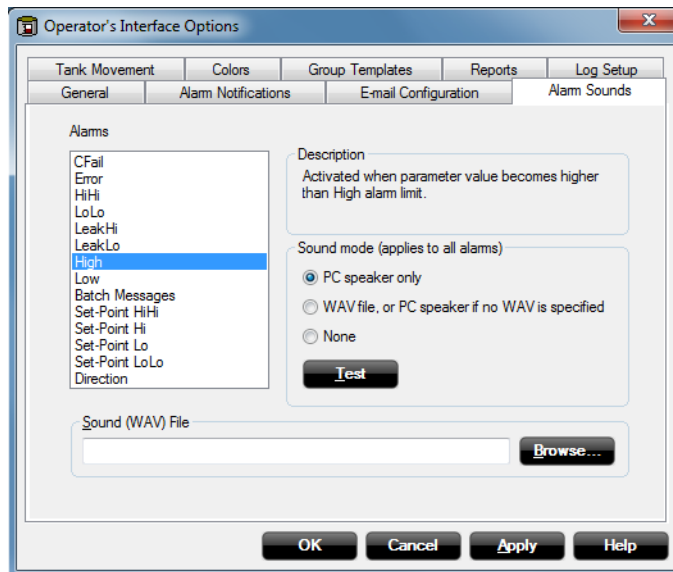 Operator's Interface Options
Tank Movement
Colors
Group Templates
Reports
Log Setup
General
Alarm Notifications
E-mail Configuration
Alarm Sounds
Alarms
CFail
Error
HiHi
LoLo
LeakHi
LeakLo
High
Low
Batch Messages
Set-Point HiHi
Set-Point Hi
Set-Point Lo
Set-Point LoLo
Direction
Description
Activated when parameter value becomes higher
than High alarm limit.
Sound mode (applies to all alarms)
PC speaker only
WAV file, or PC speaker if no WAV is specified
None
Test
Sound (WAV) File
Browse...
OK
Cancel
Apply
Help